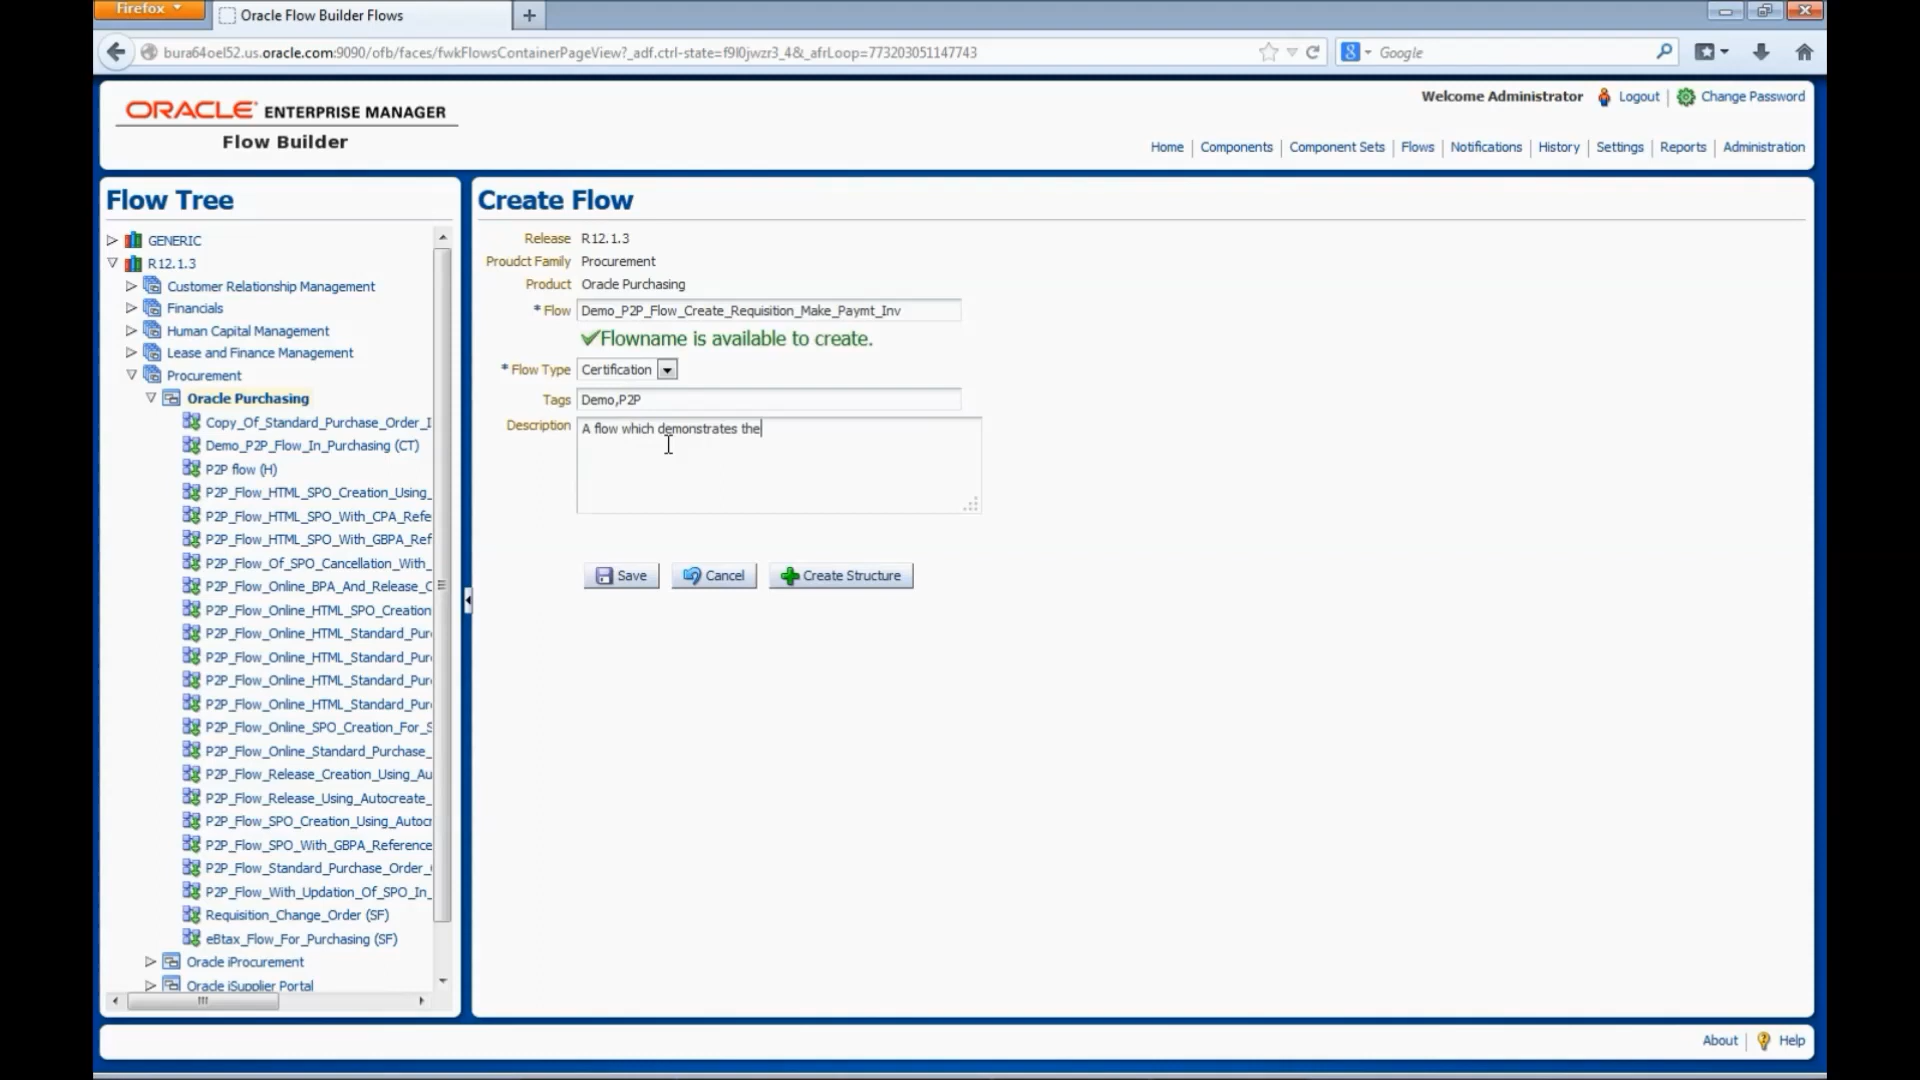 Firefox
Oracle Flow Builder Flows
bura64oel52.us.oracle.com:9090/ofb/faces/fwkFlowsContainerPageView?_adf.ctrl-state=f9l0jwzr3_4&_afrLoop=773203051147743
Google
ORACLE ENTERPRISE MANAGER
Flow Builder
Welcome Administrator Logout Change Password
Home Components Component Sets Flows Notifications History Settings Reports Administration
Flow Tree
GENERIC
R12.1.3
Customer Relationship Management
Financials
Human Capital Management
Lease and Finance Management
Procurement
Oracle Purchasing
Copy_Of_Standard_Purchase_Order_I
Demo_P2P_Flow_In_Purchasing (CT)
P2P flow (H)
P2P_Flow_HTML_SPO_Creation_Using_
P2P_Flow_HTML_SPO_With_CPA_Refe
P2P_Flow_HTML_SPO_With_GBPA_Ref
P2P_Flow_Of_SPO_Cancellation_With_
P2P_Flow_Online_BPA_And_Release_C
P2P_Flow_Online_HTML_SPO_Creation
P2P_Flow_Online_HTML_Standard_Pur
P2P_Flow_Online_HTML_Standard_Pur
P2P_Flow_Online_HTML_Standard_Pur
P2P_Flow_Online_HTML_Standard_Pur
P2P_Flow_Online_SPO_Creation_For_S
P2P_Flow_Online_Standard_Purchase_
P2P_Flow_Release_Creation_Using_Au
P2P_Flow_Release_Using_Autocreate_
P2P_Flow_SPO_Creation_Using_Autocr
P2P_Flow_SPO_With_GBPA_Reference
P2P_Flow_Standard_Purchase_Order_
P2P_Flow_With_Updation_Of_SPO_In_
Requisition_Change_Order (SF)
eBtax_Flow_For_Purchasing (SF)
Oracle iProcurement
Oracle iSupplier Portal
Create Flow
Release R12.1.3
Proudct Family Procurement
Product Oracle Purchasing
* Flow Demo_P2P_Flow_Create_Requisition_Make_Paymt_Inv
Flowname is available to create.
* Flow Type Certification
Tags Demo,P2P
Description A flow which demonstrates the
Save Cancel Create Structure
About Help